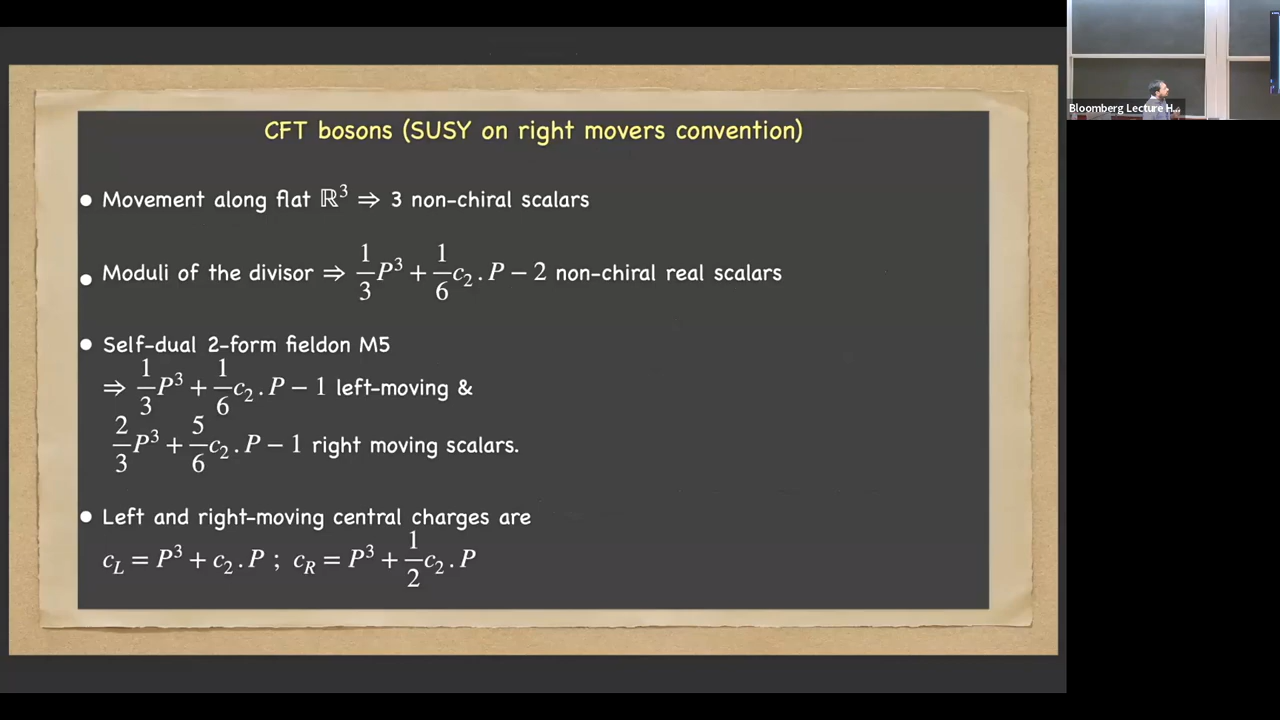 CFT bosons (SUSY on right movers convention)
• Movement along flat ℝ³ ⇒ 3 non-chiral scalars
• Moduli of the divisor ⇒ 1/3 P³ + 1/6 c₂ . P − 2 non-chiral real scalars
• Self-dual 2-form fieldon M5
⇒ 1/3 P³ + 1/6 c₂ . P − 1 left-moving &
2/3 P³ + 5/6 c₂ . P − 1 right moving scalars.
• Left and right-moving central charges are
c_L = P³ + c₂ . P ; c_R = P³ + 1/2 c₂ . P
Bloomberg Lecture H...